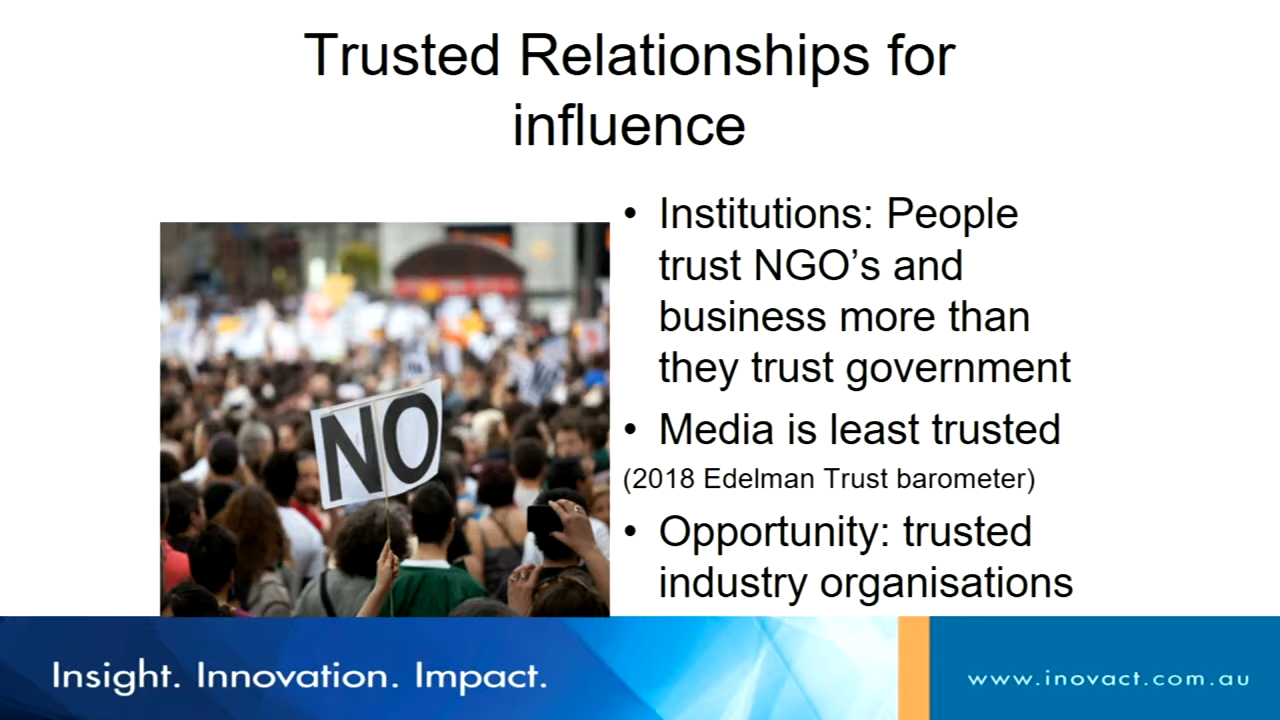 Trusted Relationships for
influence
• Institutions: People
trust NGO’s and
business more than
they trust government
• Media is least trusted
(2018 Edelman Trust barometer)
• Opportunity: trusted
industry organisations
NO
Insight. Innovation. Impact.
www.inovact.com.au